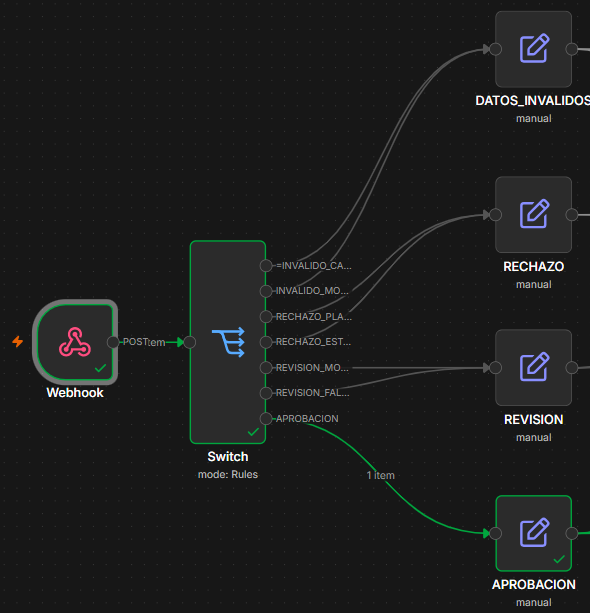 DATOS_INVALIDOS
manual
RECHAZO
manual
=INVALIDO_CA...
INVALIDO_MO...
RECHAZO_PLA...
RECHAZO_EST...
REVISION_MO...
REVISION_FAL...
APROBACION
POST
Webhook
Switch
mode: Rules
REVISION
manual
1 item
APROBACION
manual